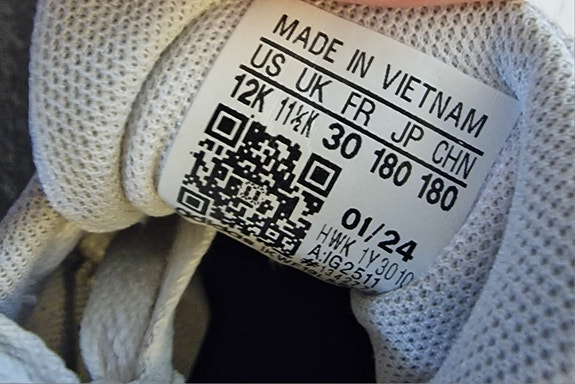 MADE IN VIETNAM
US UK FR JP CHN
12K 11½K 30 180 180
01/24
HWK 1Y3010
A:IG2511